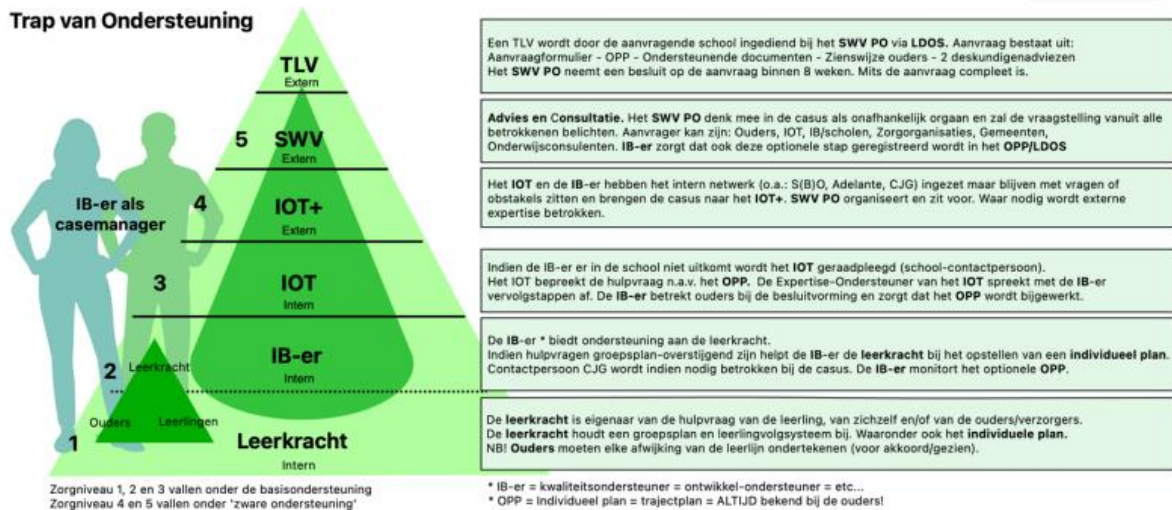 Trap van Ondersteuning
TLV
Extern
5
SWV
Extern
IB-er als
casemanager
4
IOT+
Extern
3
IOT
Intern
2
IB-er
Intern
Leerkracht
Ouders
Leerlingen
1
Leerkracht
Intern
Een TLV wordt door de aanvragende school ingediend bij het SWV PO via LDOS. Aanvraag bestaat uit:
Aanvraagformulier - OPP - Ondersteunende documenten - Zienswijze ouders - 2 deskundigenadviezen
Het SWV PO neemt een besluit op de aanvraag binnen 8 weken. Mits de aanvraag compleet is.
Advies en Consultatie. Het SWV PO denk mee in de casus als onafhankelijk orgaan en zal de vraagstelling vanuit alle
betrokkenen belichten. Aanvrager kan zijn: Ouders, IOT, IB/scholen, Zorgorganisaties, Gemeenten,
Onderwijsconsulenten. IB-er zorgt dat ook deze optionele stap geregistreerd wordt in het OPP/LDOS
Het IOT en de IB-er hebben het intern netwerk (o.a.: S(B)O, Adelante, CJG) ingezet maar blijven met vragen of
obstakels zitten en brengen de casus naar het IOT+. SWV PO organiseert en zit voor. Waar nodig wordt externe
expertise betrokken.
Indien de IB-er er in de school niet uitkomt wordt het IOT geraadpleegd (school-contactpersoon).
Het IOT bepreekt de hulpvraag n.a.v. het OPP. De Expertise-Ondersteuner van het IOT spreekt met de IB-er
vervolgstappen af. De IB-er betrekt ouders bij de besluitvorming en zorgt dat het OPP wordt bijgewerkt.
De IB-er * biedt ondersteuning aan de leerkracht.
Indien hulpvragen groepsplan-overstijgend zijn helpt de IB-er de leerkracht bij het opstellen van een individueel plan.
Contactpersoon CJG wordt indien nodig betrokken bij de casus. De IB-er monitort het optionele OPP.
De leerkracht is eigenaar van de hulpvraag van de leerling, van zichzelf en/of van de ouders/verzorgers.
De leerkracht houdt een groepsplan en leerlingvolgsysteem bij. Waaronder ook het individuele plan.
NB! Ouders moeten elke afwijking van de leerlijn ondertekenen (voor akkoord/gezien).
Zorgniveau 1, 2 en 3 vallen onder de basisondersteuning
Zorgniveau 4 en 5 vallen onder 'zware ondersteuning'
* IB-er = kwaliteitsondersteuner = ontwikkel-ondersteuner = etc...
* OPP = Individueel plan = trajectplan = ALTIJD bekend bij de ouders!